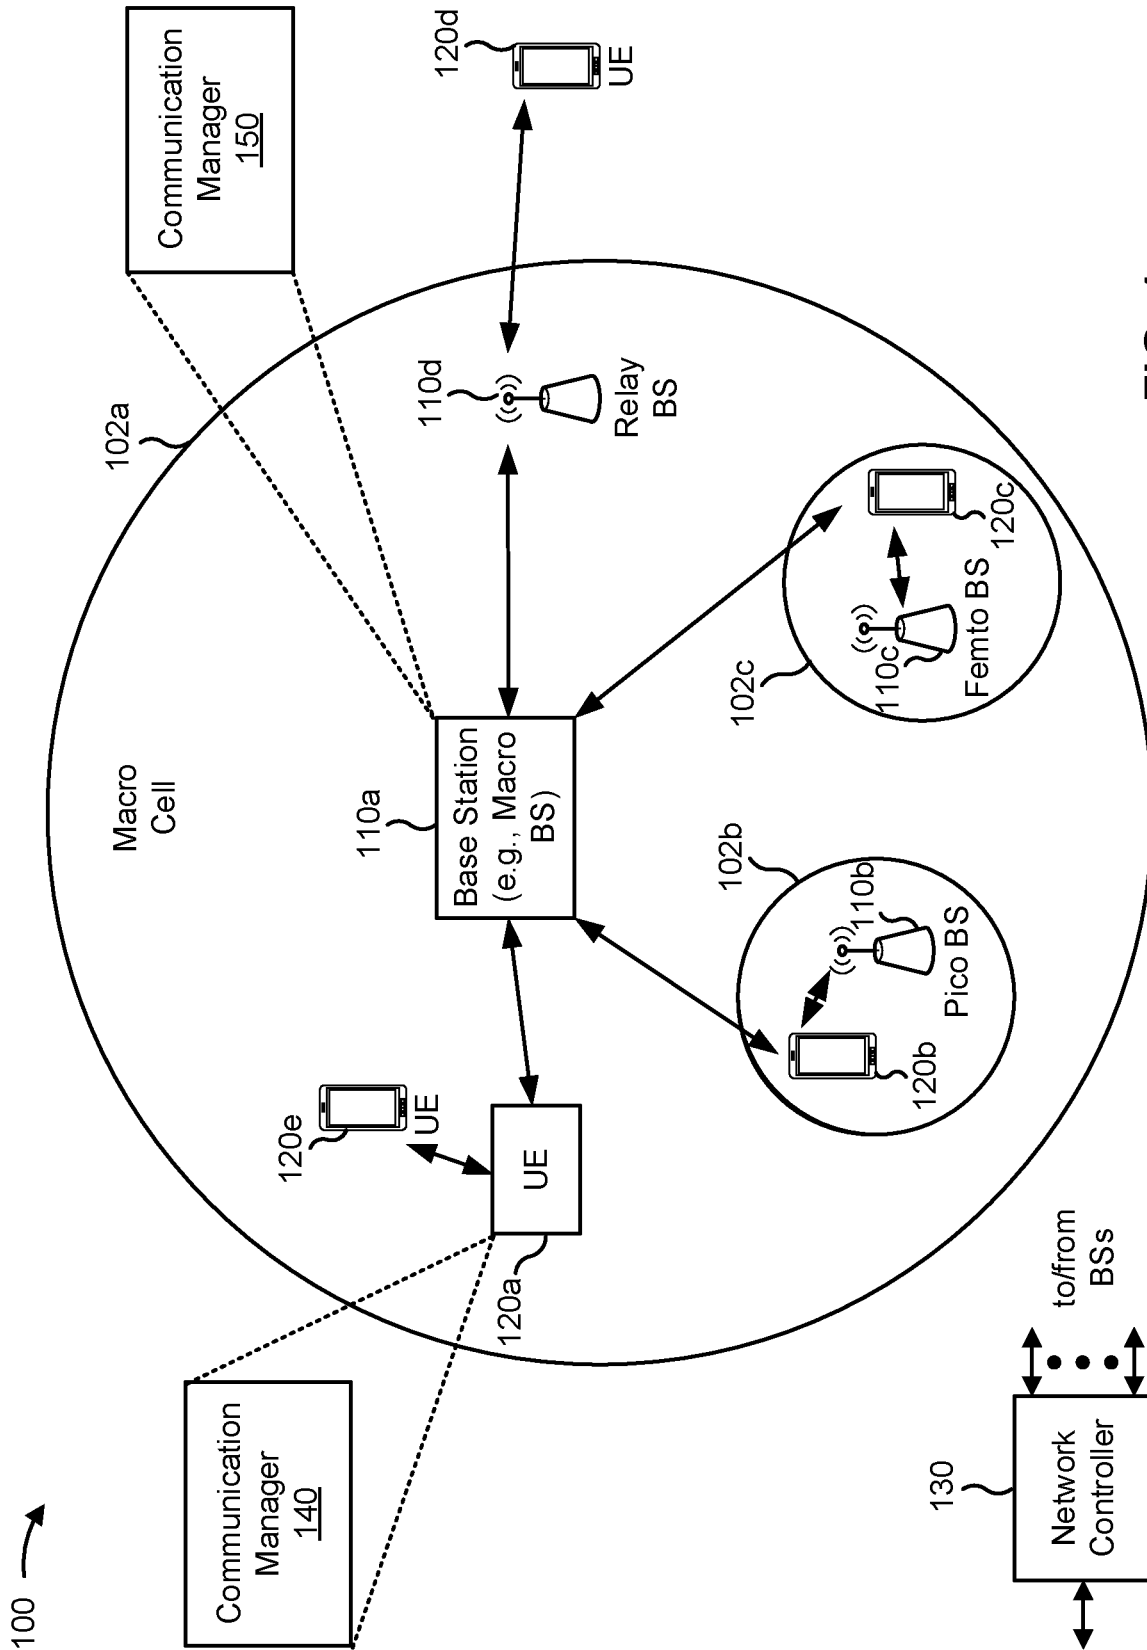 100
Communication
Manager
140
Macro
Cell
102a
Communication
Manager
150
120e
UE
120a
UE
110a
Base Station
(e.g., Macro
BS)
110d
Relay
BS
120d
UE
102b
120b
110b
Pico BS
102c
110c
Femto BS
120c
130
Network
Controller
to/from
BSs